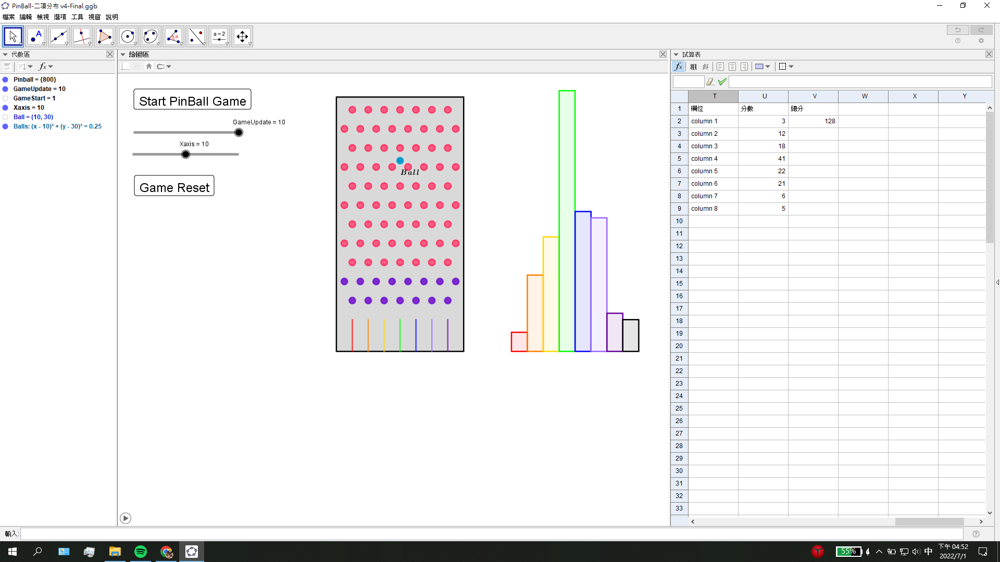 PinBall-二項分布 v4-Final.ggb
檔案 編輯 檢視 選項 工具 視窗 說明
A
α
a=2
代數區
繪圖區
試算表
fx
fx 粗 斜
Pinball = {800}
GameUpdate = 10
GameStart = 1
Xaxis = 10
Ball = (10, 30)
Balls: (x - 10)² + (y - 30)² = 0.25
Start PinBall Game
GameUpdate = 10
Xaxis = 10
Game Reset
Ball
T U V W X Y
1 欄位 分數 總分
2 column 1 3 128
3 column 2 12
4 column 3 18
5 column 4 41
6 column 5 22
7 column 6 21
8 column 7 6
9 column 8 5
10
11
12
13
14
15
16
17
18
19
20
21
22
23
24
25
26
27
28
29
30
31
32
33
輸入:
55%
中
下午 04:52
2022/7/1